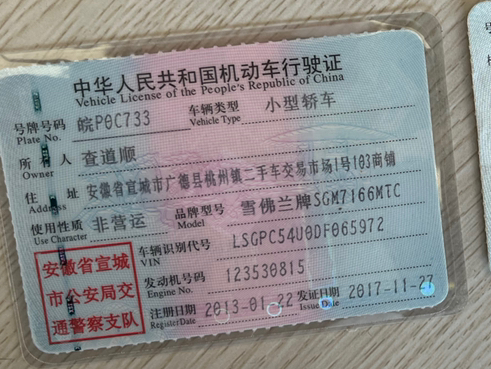 中华人民共和国机动车行驶证
Vehicle License of the People's Republic of China
号牌号码 皖P0C733 车辆类型 小型轿车
Plate No. Vehicle Type
所有人 查道顺
Owner
住址 安徽省宣城市广德县桃州镇二手车交易市场1号103商铺
Address
使用性质 非营运 品牌型号 雪佛兰牌SGM7166MTC
Use Character Model
车辆识别代号 LSGPC54U0DF065972
VIN
发动机号码 123530815
Engine No.
安徽省宣城
市公安局交
通警察支队
注册日期 2013-01-22 发证日期 2017-11-27
Register Date Issue Date